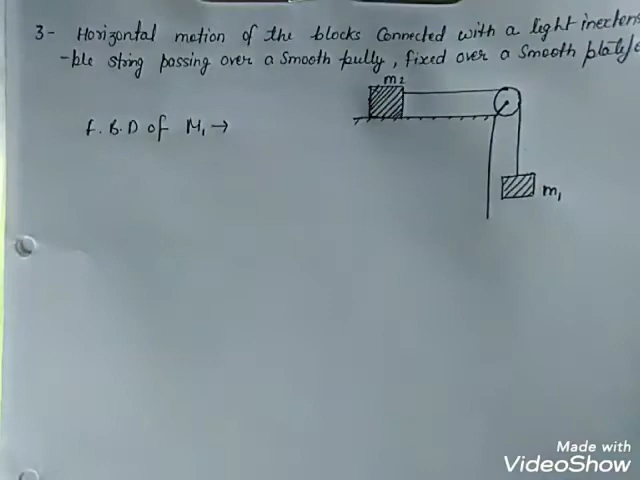 3- Horizontal motion of the blocks connected with a light inextens
-ble string passing over a smooth pully, fixed over a smooth platfo
m2
F.B.D of M1 →
m1
Made with
VideoShow